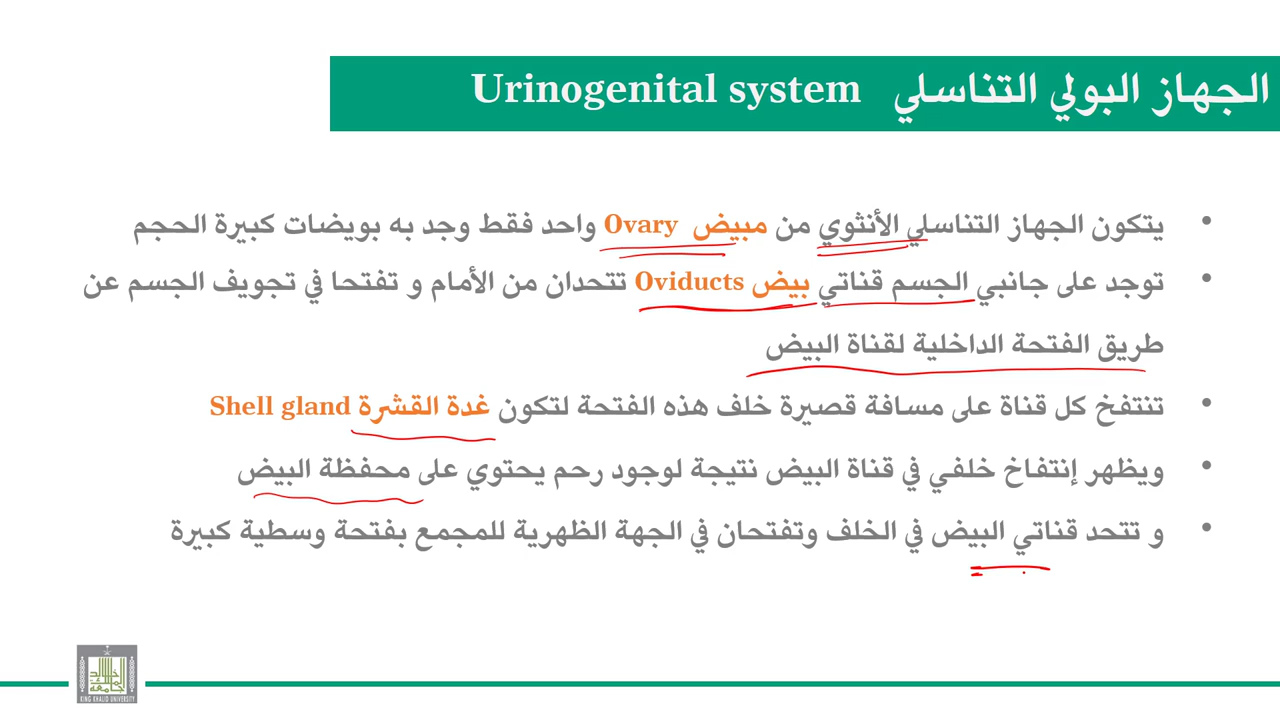 الجهاز البولي التناسلي Urinogenital system
• يتكون الجهاز التناسلي الأنثوي من مبيض Ovary واحد فقط وجد به بويضات كبيرة الحجم
• توجد على جانبي الجسم قناتي بيض Oviducts تتحدان من الأمام و تفتحا في تجويف الجسم عن
طريق الفتحة الداخلية لقناة البيض
• تنتفخ كل قناة على مسافة قصيرة خلف هذه الفتحة لتكون غدة القشرة Shell gland
• ويظهر إنتفاخ خلفي في قناة البيض نتيجة لوجود رحم يحتوي على محفظة البيض
• و تتحد قناتي البيض في الخلف وتفتحان في الجهة الظهرية للمجمع بفتحة وسطية كبيرة
KING KHALID UNIVERSITY